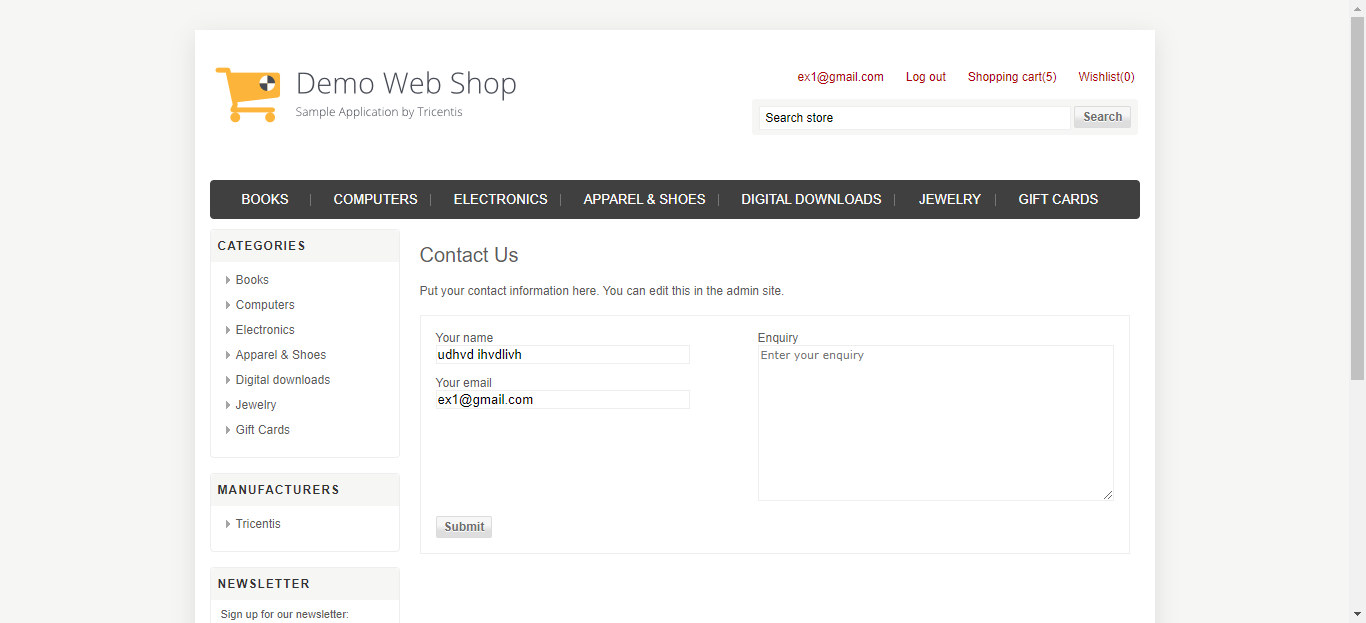 Demo Web Shop
Sample Application by Tricentis
ex1@gmail.com Log out Shopping cart(5) Wishlist(0)
Search store Search
BOOKS COMPUTERS ELECTRONICS APPAREL & SHOES DIGITAL DOWNLOADS JEWELRY GIFT CARDS
CATEGORIES
Books
Computers
Electronics
Apparel & Shoes
Digital downloads
Jewelry
Gift Cards
MANUFACTURERS
Tricentis
NEWSLETTER
Sign up for our newsletter:
Contact Us
Put your contact information here. You can edit this in the admin site.
Your name
udhvd ihvdlivh
Your email
ex1@gmail.com
Enquiry
Enter your enquiry
Submit